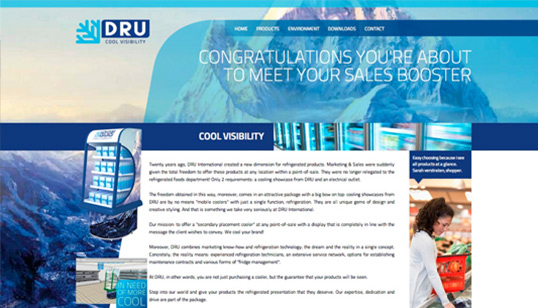 DRU
COOL VISIBILITY
HOME PRODUCTS ENVIRONMENT DOWNLOADS CONTACT
CONGRATULATIONS YOU'RE ABOUT
TO MEET YOUR SALES BOOSTER
COOL VISIBILITY
Twenty years ago, DRU International created a new dimension for refrigerated products. Marketing & Sales were suddenly
given the total freedom to offer these products at any location within a point-of-sale. They were no longer relegated to the
refrigerated foods department! Only 2 requirements: a cooling showcase from DRU and an electrical outlet.
The freedom obtained in this way, moreover, comes in an attractive package with a big bow on top: cooling showcases from
DRU are by no means "mobile coolers" with just a single function, refrigeration. They are all unique gems of design and
creative styling. And that is something we take very seriously at DRU International.
Our mission: to offer a "secondary placement cooler" at any point-of-sale with a display that is completely in line with the
message the client wishes to convey. We cool your brand!
Moreover, DRU combines marketing know-how and refrigeration technology, the dream and the reality in a single concept.
Concretely, the reality means: experienced refrigeration technicians, an extensive service network, options for establishing
maintenance contracts and various forms of "fridge management".
At DRU, in other words, you are not just purchasing a cooler, but the guarantee that your products will be seen.
Step into our world and give your products the refrigerated presentation that they deserve. Our expertise, dedication and
drive are part of the package.
Easy choosing because I see
all products at a glance.
Sarah verstraten, shopper.
IN NEED
OF MORE
COOL